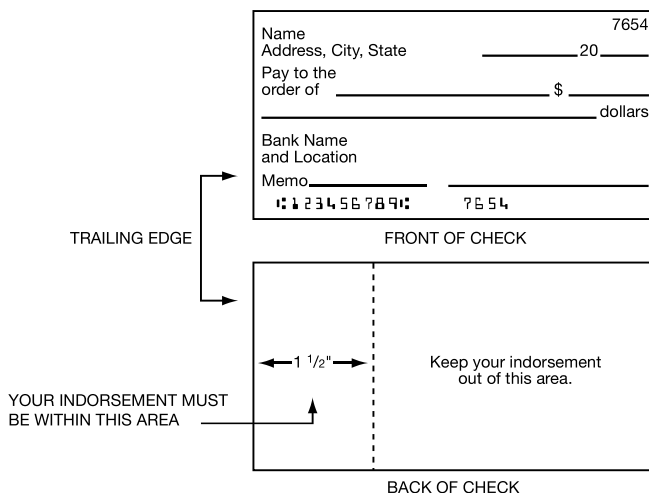 7654
Name
Address, City, State 20
Pay to the
order of $
dollars
Bank Name
and Location
Memo
⑆123456789⑆ 7654
TRAILING EDGE
FRONT OF CHECK
1 1/2"
Keep your indorsement
out of this area.
YOUR INDORSEMENT MUST
BE WITHIN THIS AREA
BACK OF CHECK